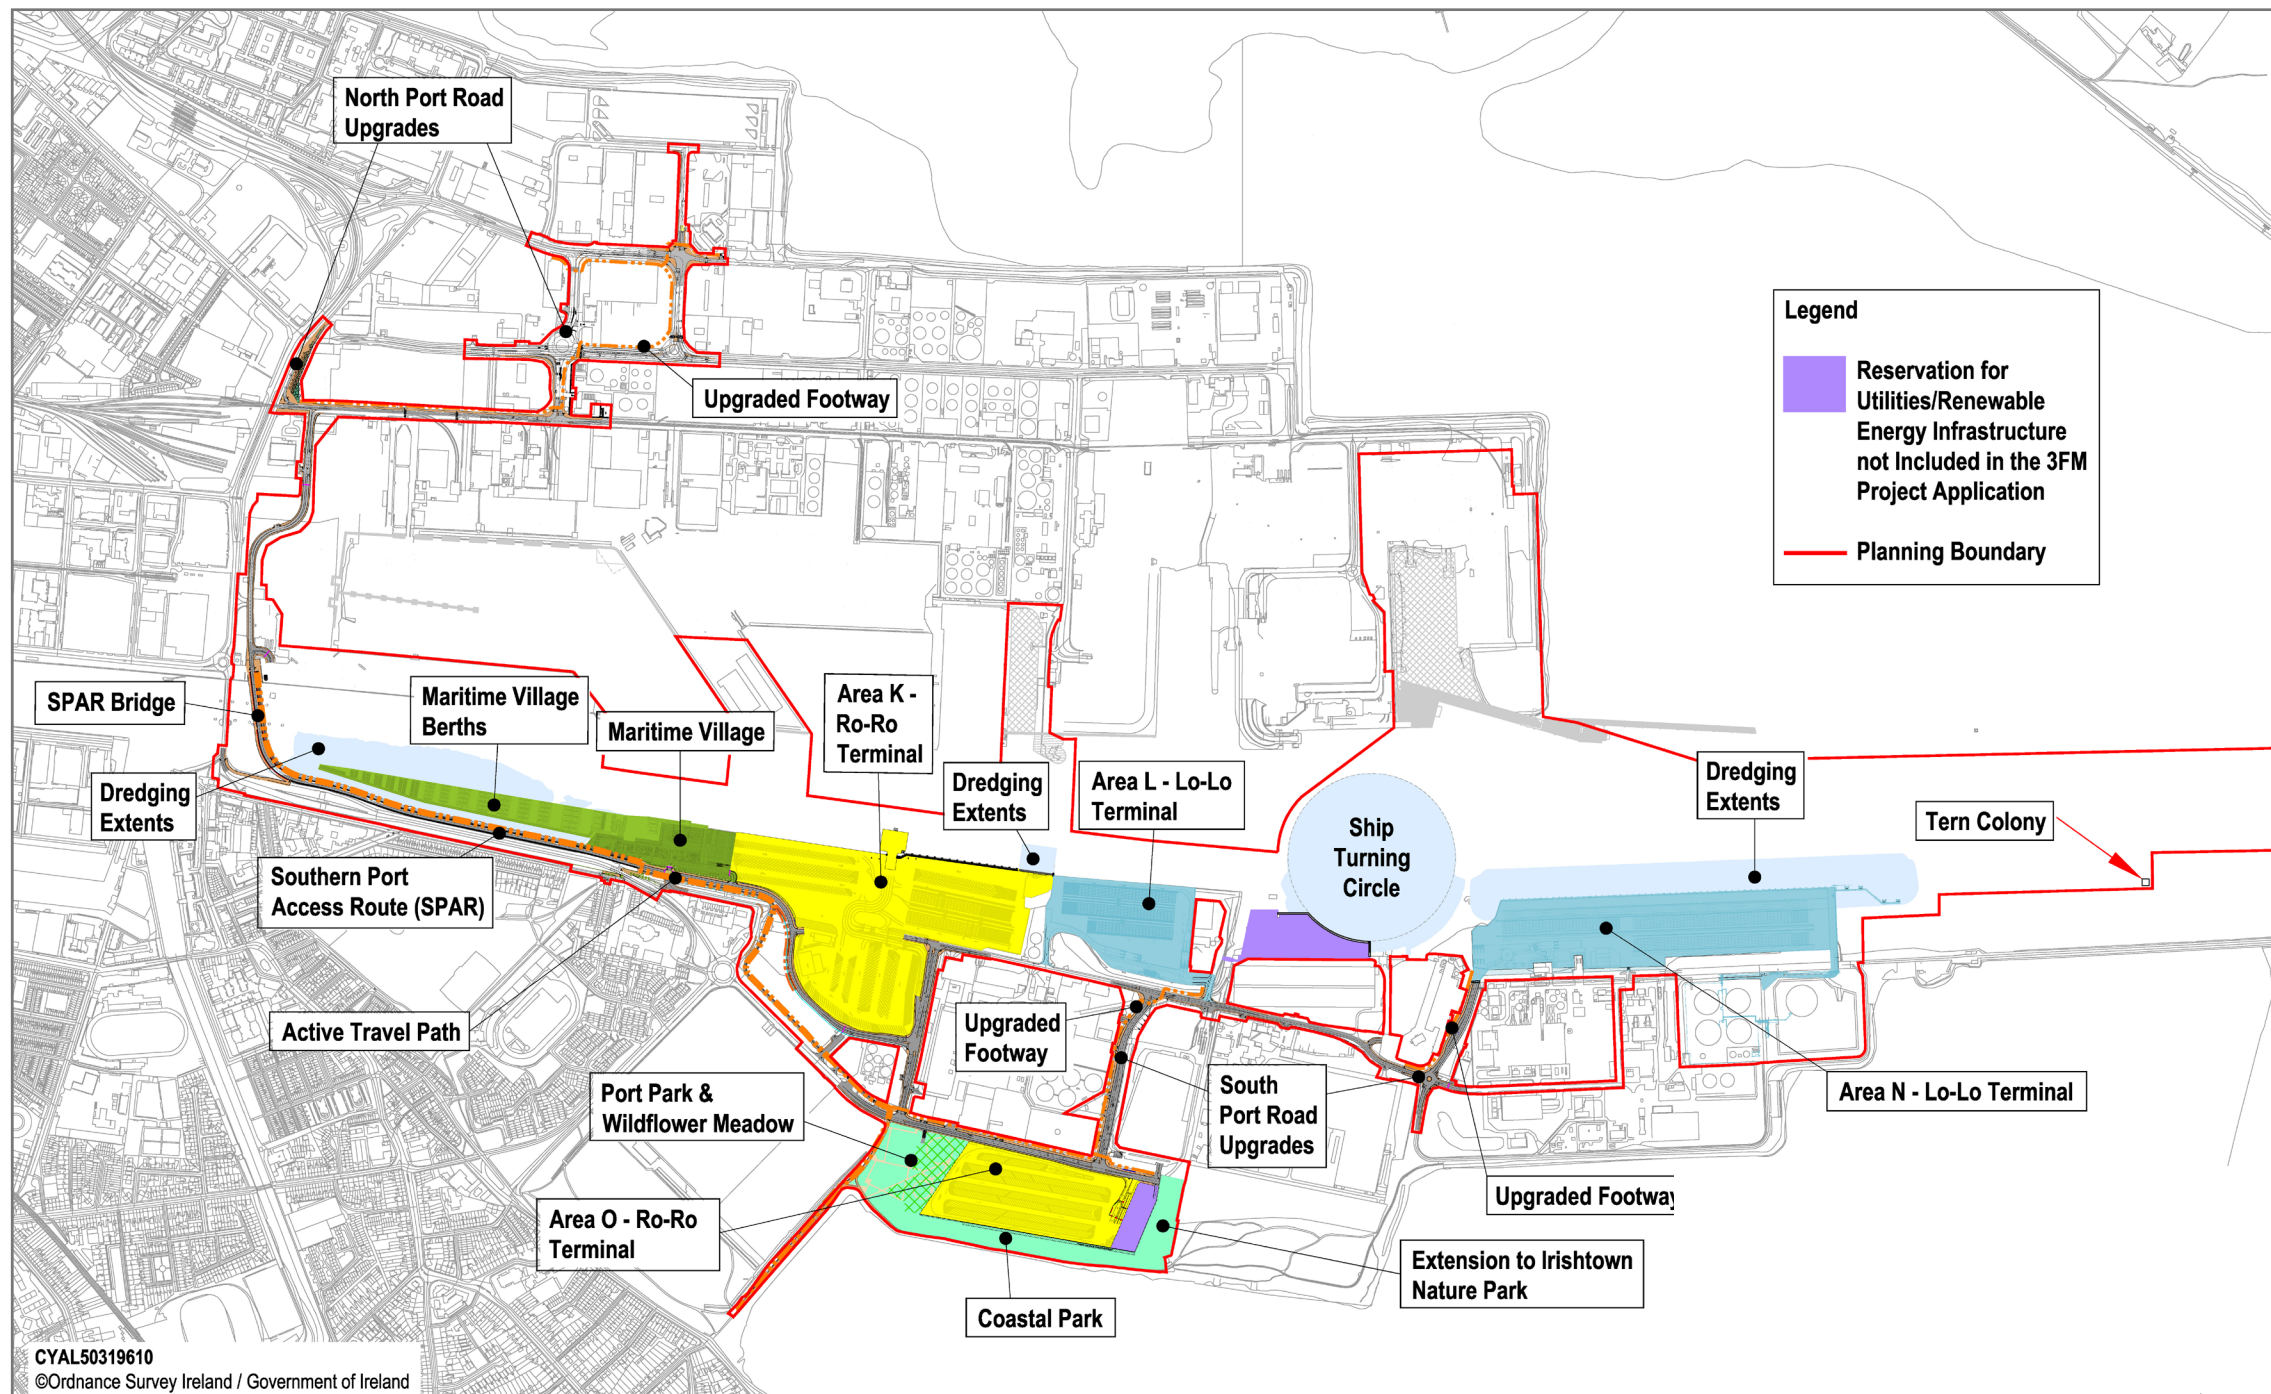 North Port Road
Upgrades
Legend
Reservation for
Utilities/Renewable
Energy Infrastructure
not Included in the 3FM
Project Application
Planning Boundary
Upgraded Footway
SPAR Bridge
Maritime Village
Berths
Maritime Village
Area K -
Ro-Ro
Terminal
Dredging
Extents
Dredging
Extents
Area L - Lo-Lo
Terminal
Ship
Turning
Circle
Dredging
Extents
Tern Colony
Southern Port
Access Route (SPAR)
Active Travel Path
Upgraded
Footway
Port Park &
Wildflower Meadow
South
Port Road
Upgrades
Area N - Lo-Lo Terminal
Upgraded Footway
Area O - Ro-Ro
Terminal
Extension to Irishtown
Nature Park
Coastal Park
CYAL50319610
©Ordnance Survey Ireland / Government of Ireland